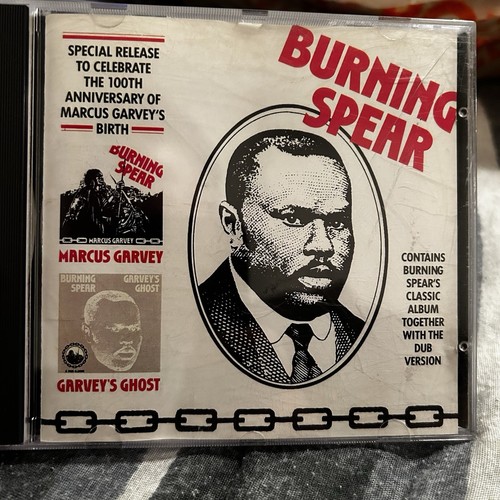 SPECIAL RELEASE
TO CELEBRATE
THE 100TH
ANNIVERSARY OF
MARCUS GARVEY'S
BIRTH
BURNING
SPEAR
BURNING
SPEAR
MARCUS GARVEY
MARCUS GARVEY
BURNING
SPEAR
GARVEY'S
GHOST
GARVEY'S GHOST
CONTAINS
BURNING
SPEAR'S
CLASSIC
ALBUM
TOGETHER
WITH THE
DUB
VERSION